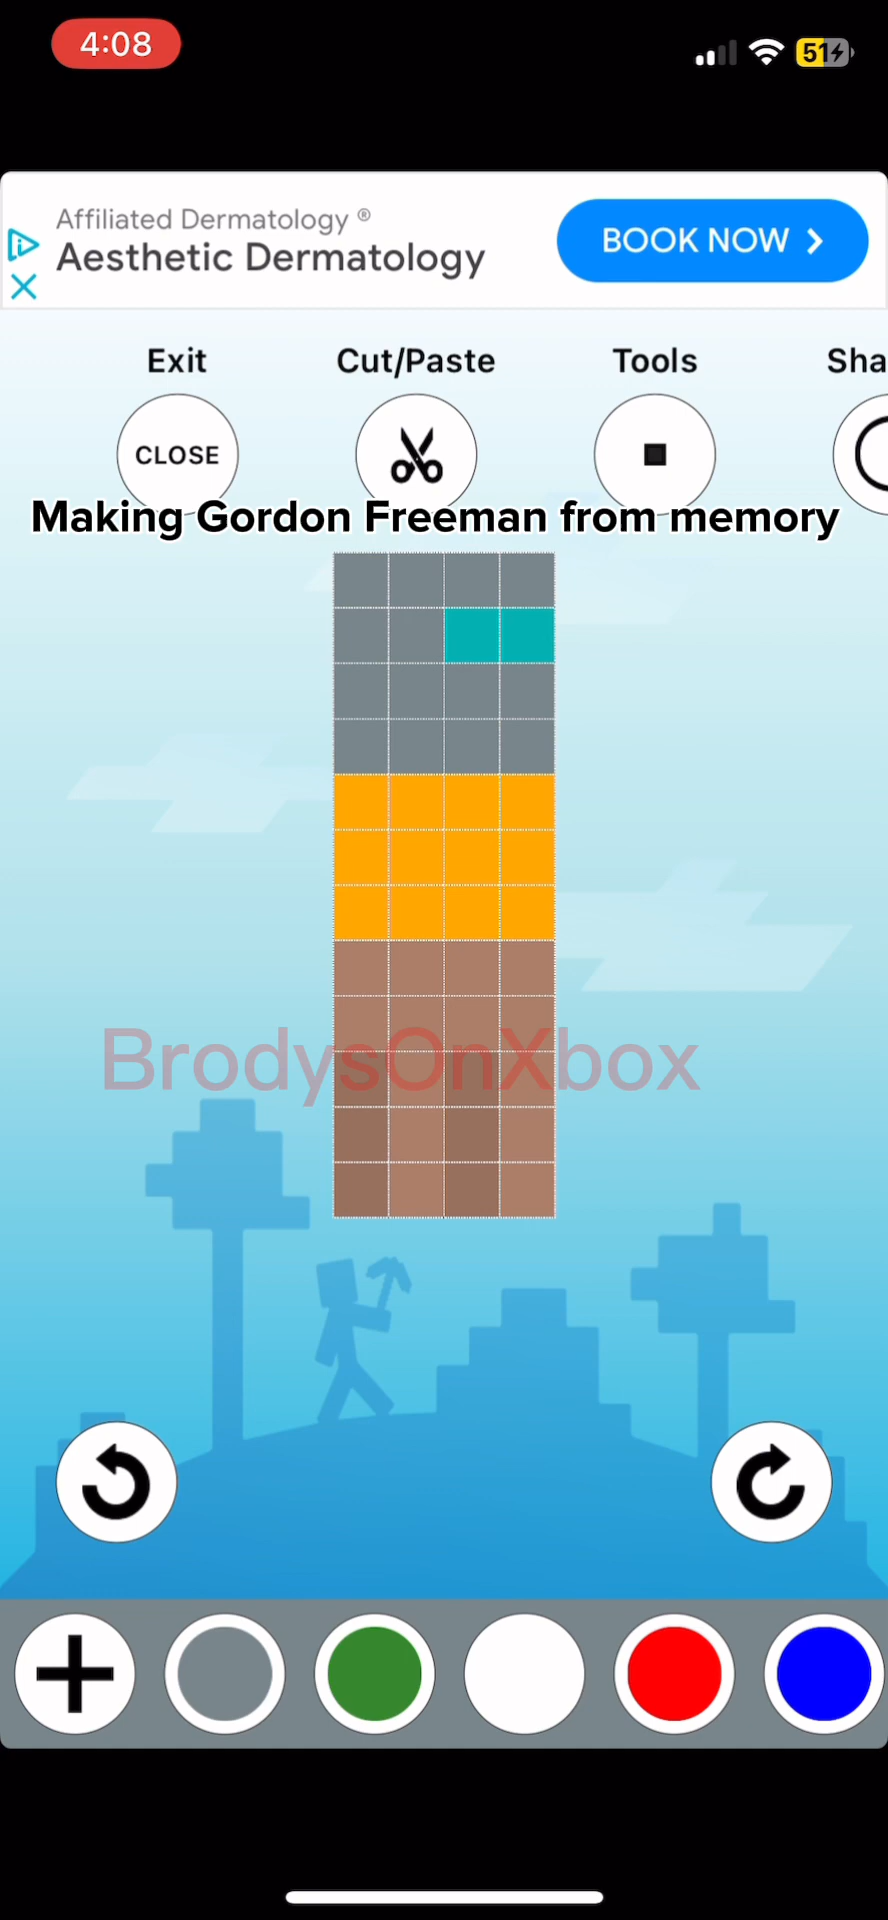 4:08
51
Affiliated Dermatology ®
Aesthetic Dermatology
BOOK NOW
Exit
Cut/Paste
Tools
Sha
CLOSE
Making Gordon Freeman from memory
BrodysOnXbox